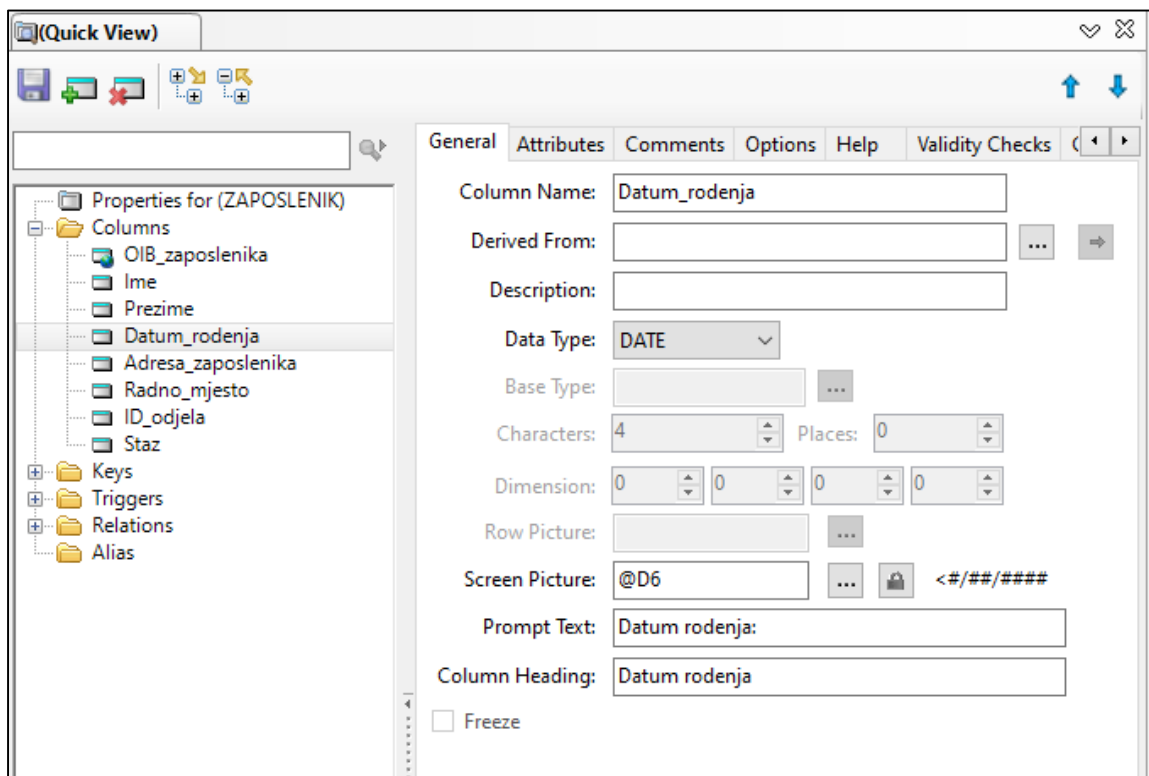 (Quick View)
Properties for (ZAPOSLENIK)
Columns
OIB_zaposlenika
Ime
Prezime
Datum_rodenja
Adresa_zaposlenika
Radno_mjesto
ID_odjela
Staz
Keys
Triggers
Relations
Alias
General Attributes Comments Options Help Validity Checks
Column Name: Datum_rodenja
Derived From: ...
Description:
Data Type: DATE
Base Type: ...
Characters: 4 Places: 0
Dimension: 0 0 0 0
Row Picture: ...
Screen Picture: @D6 ... <#/##/####
Prompt Text: Datum rodenja:
Column Heading: Datum rodenja
Freeze